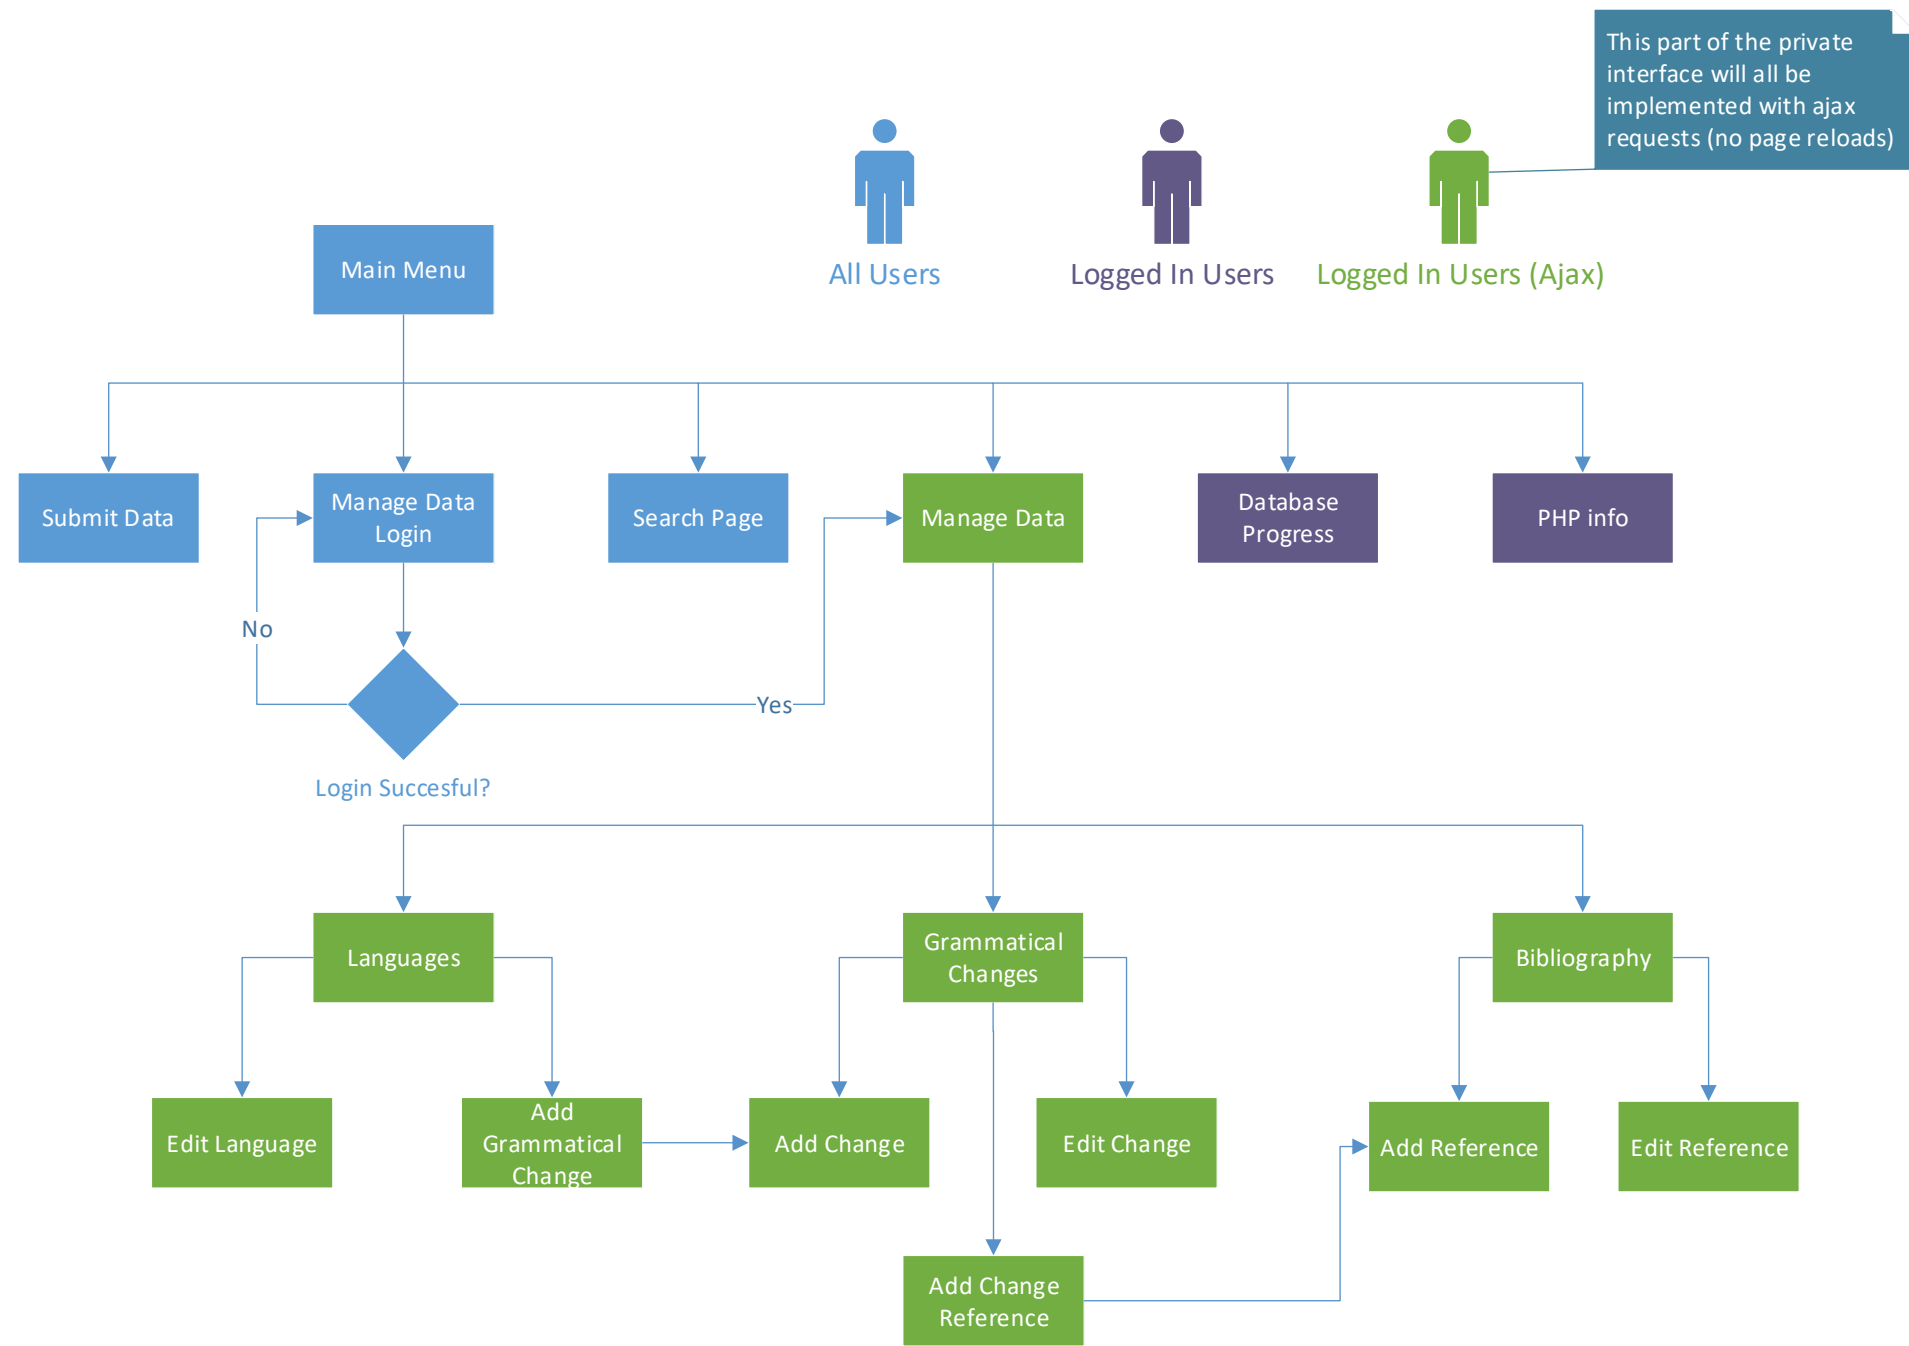 This part of the private
interface will all be
implemented with ajax
requests (no page reloads)
All Users
Logged In Users
Logged In Users (Ajax)
Main Menu
Submit Data
Manage Data
Login
Search Page
Manage Data
Database
Progress
PHP info
No
Yes
Login Succesful?
Languages
Grammatical
Changes
Bibliography
Edit Language
Add
Grammatical
Change
Add Change
Edit Change
Add Reference
Edit Reference
Add Change
Reference